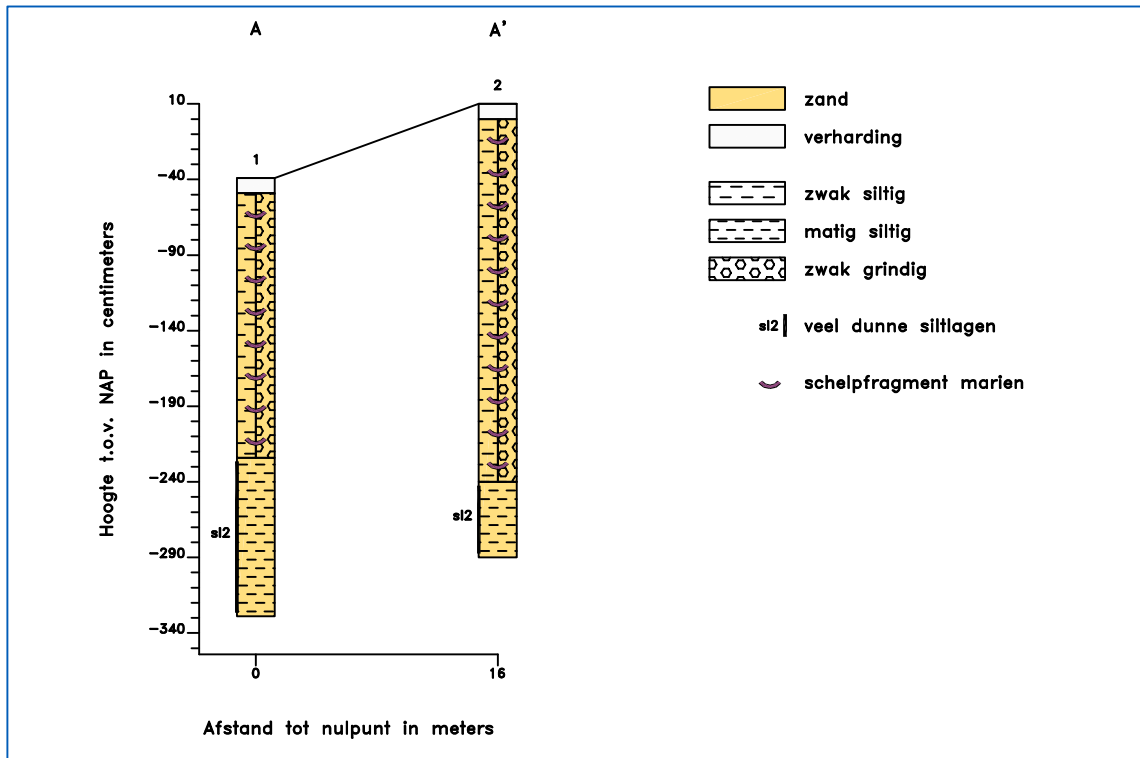 A A'
2
10
1
-40
-90
-140
-190
-240
-290
-340
sl2
sl2
0 16
Hoogte t.o.v. NAP in centimeters
Afstand tot nulpunt in meters
zand
verharding
zwak siltig
matig siltig
zwak grindig
sl2 veel dunne siltlagen
schelpfragment marien